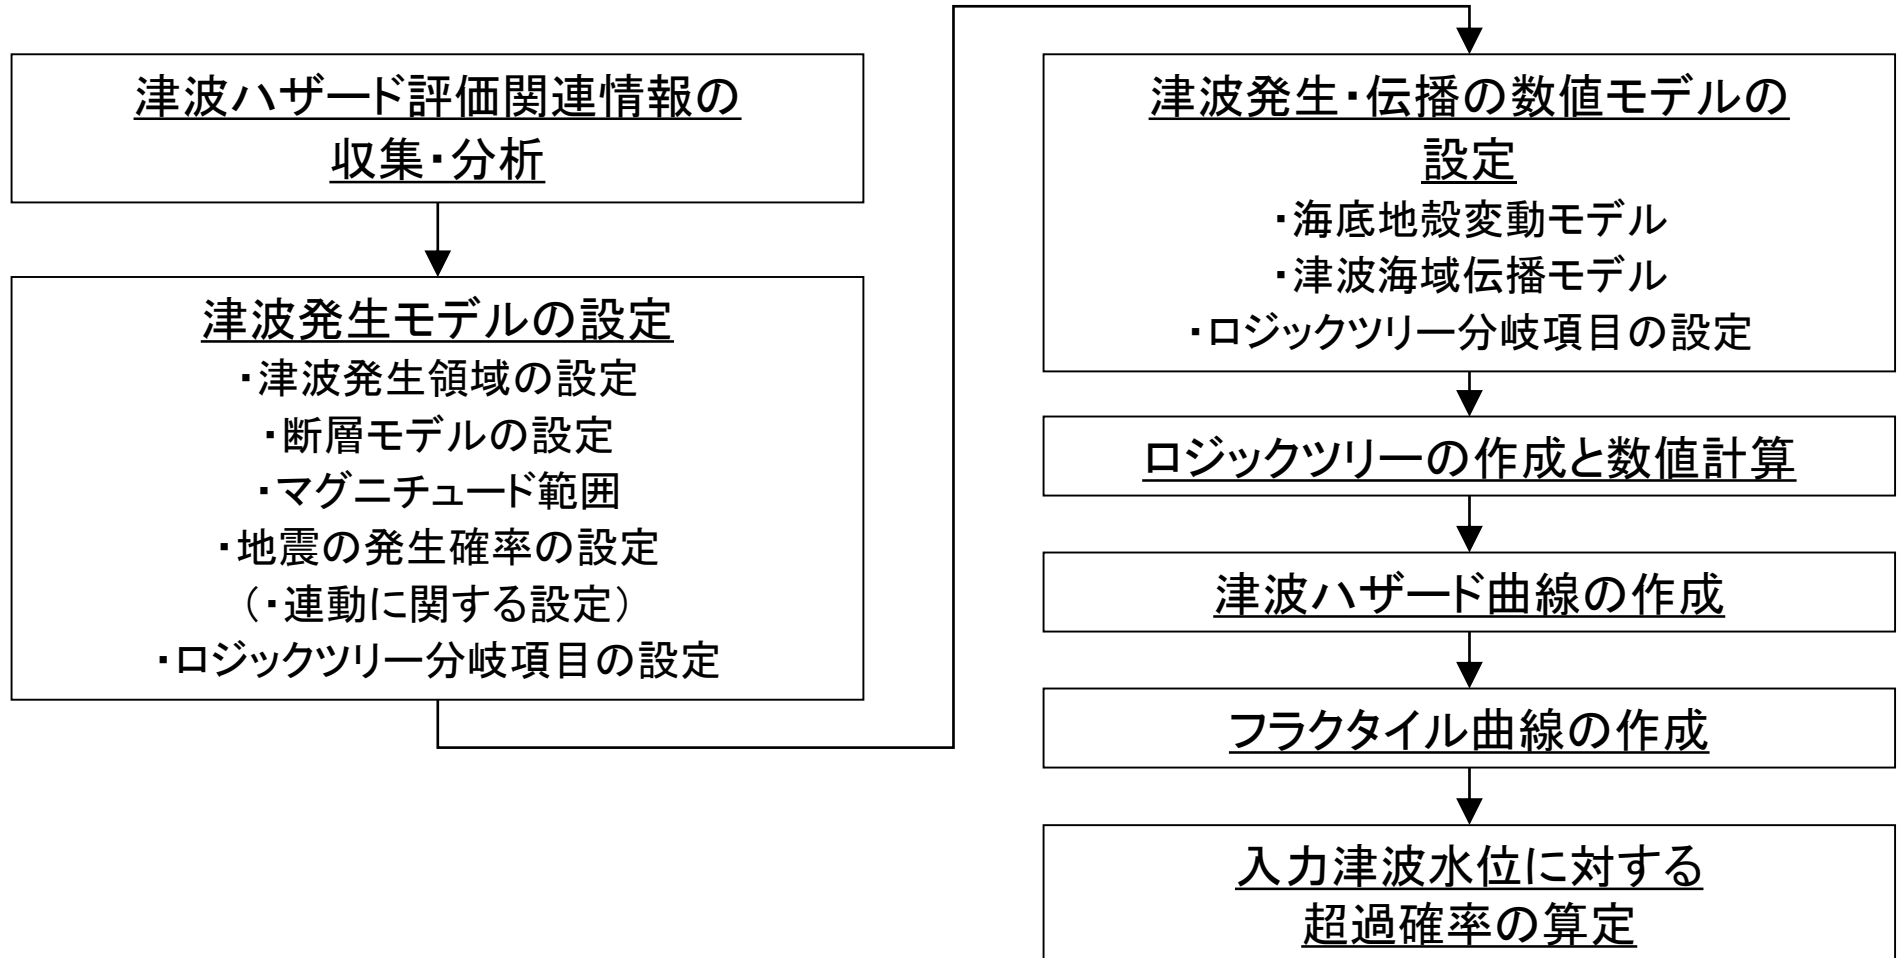 津波ハザード評価関連情報の
収集・分析
津波発生モデルの設定
・津波発生領域の設定
・断層モデルの設定
・マグニチュード範囲
・地震の発生確率の設定
（・連動に関する設定）
・ロジックツリー分岐項目の設定
津波発生・伝播の数値モデルの
設定
・海底地殻変動モデル
・津波海域伝播モデル
・ロジックツリー分岐項目の設定
ロジックツリーの作成と数値計算
津波ハザード曲線の作成
フラクタイル曲線の作成
入力津波水位に対する
超過確率の算定